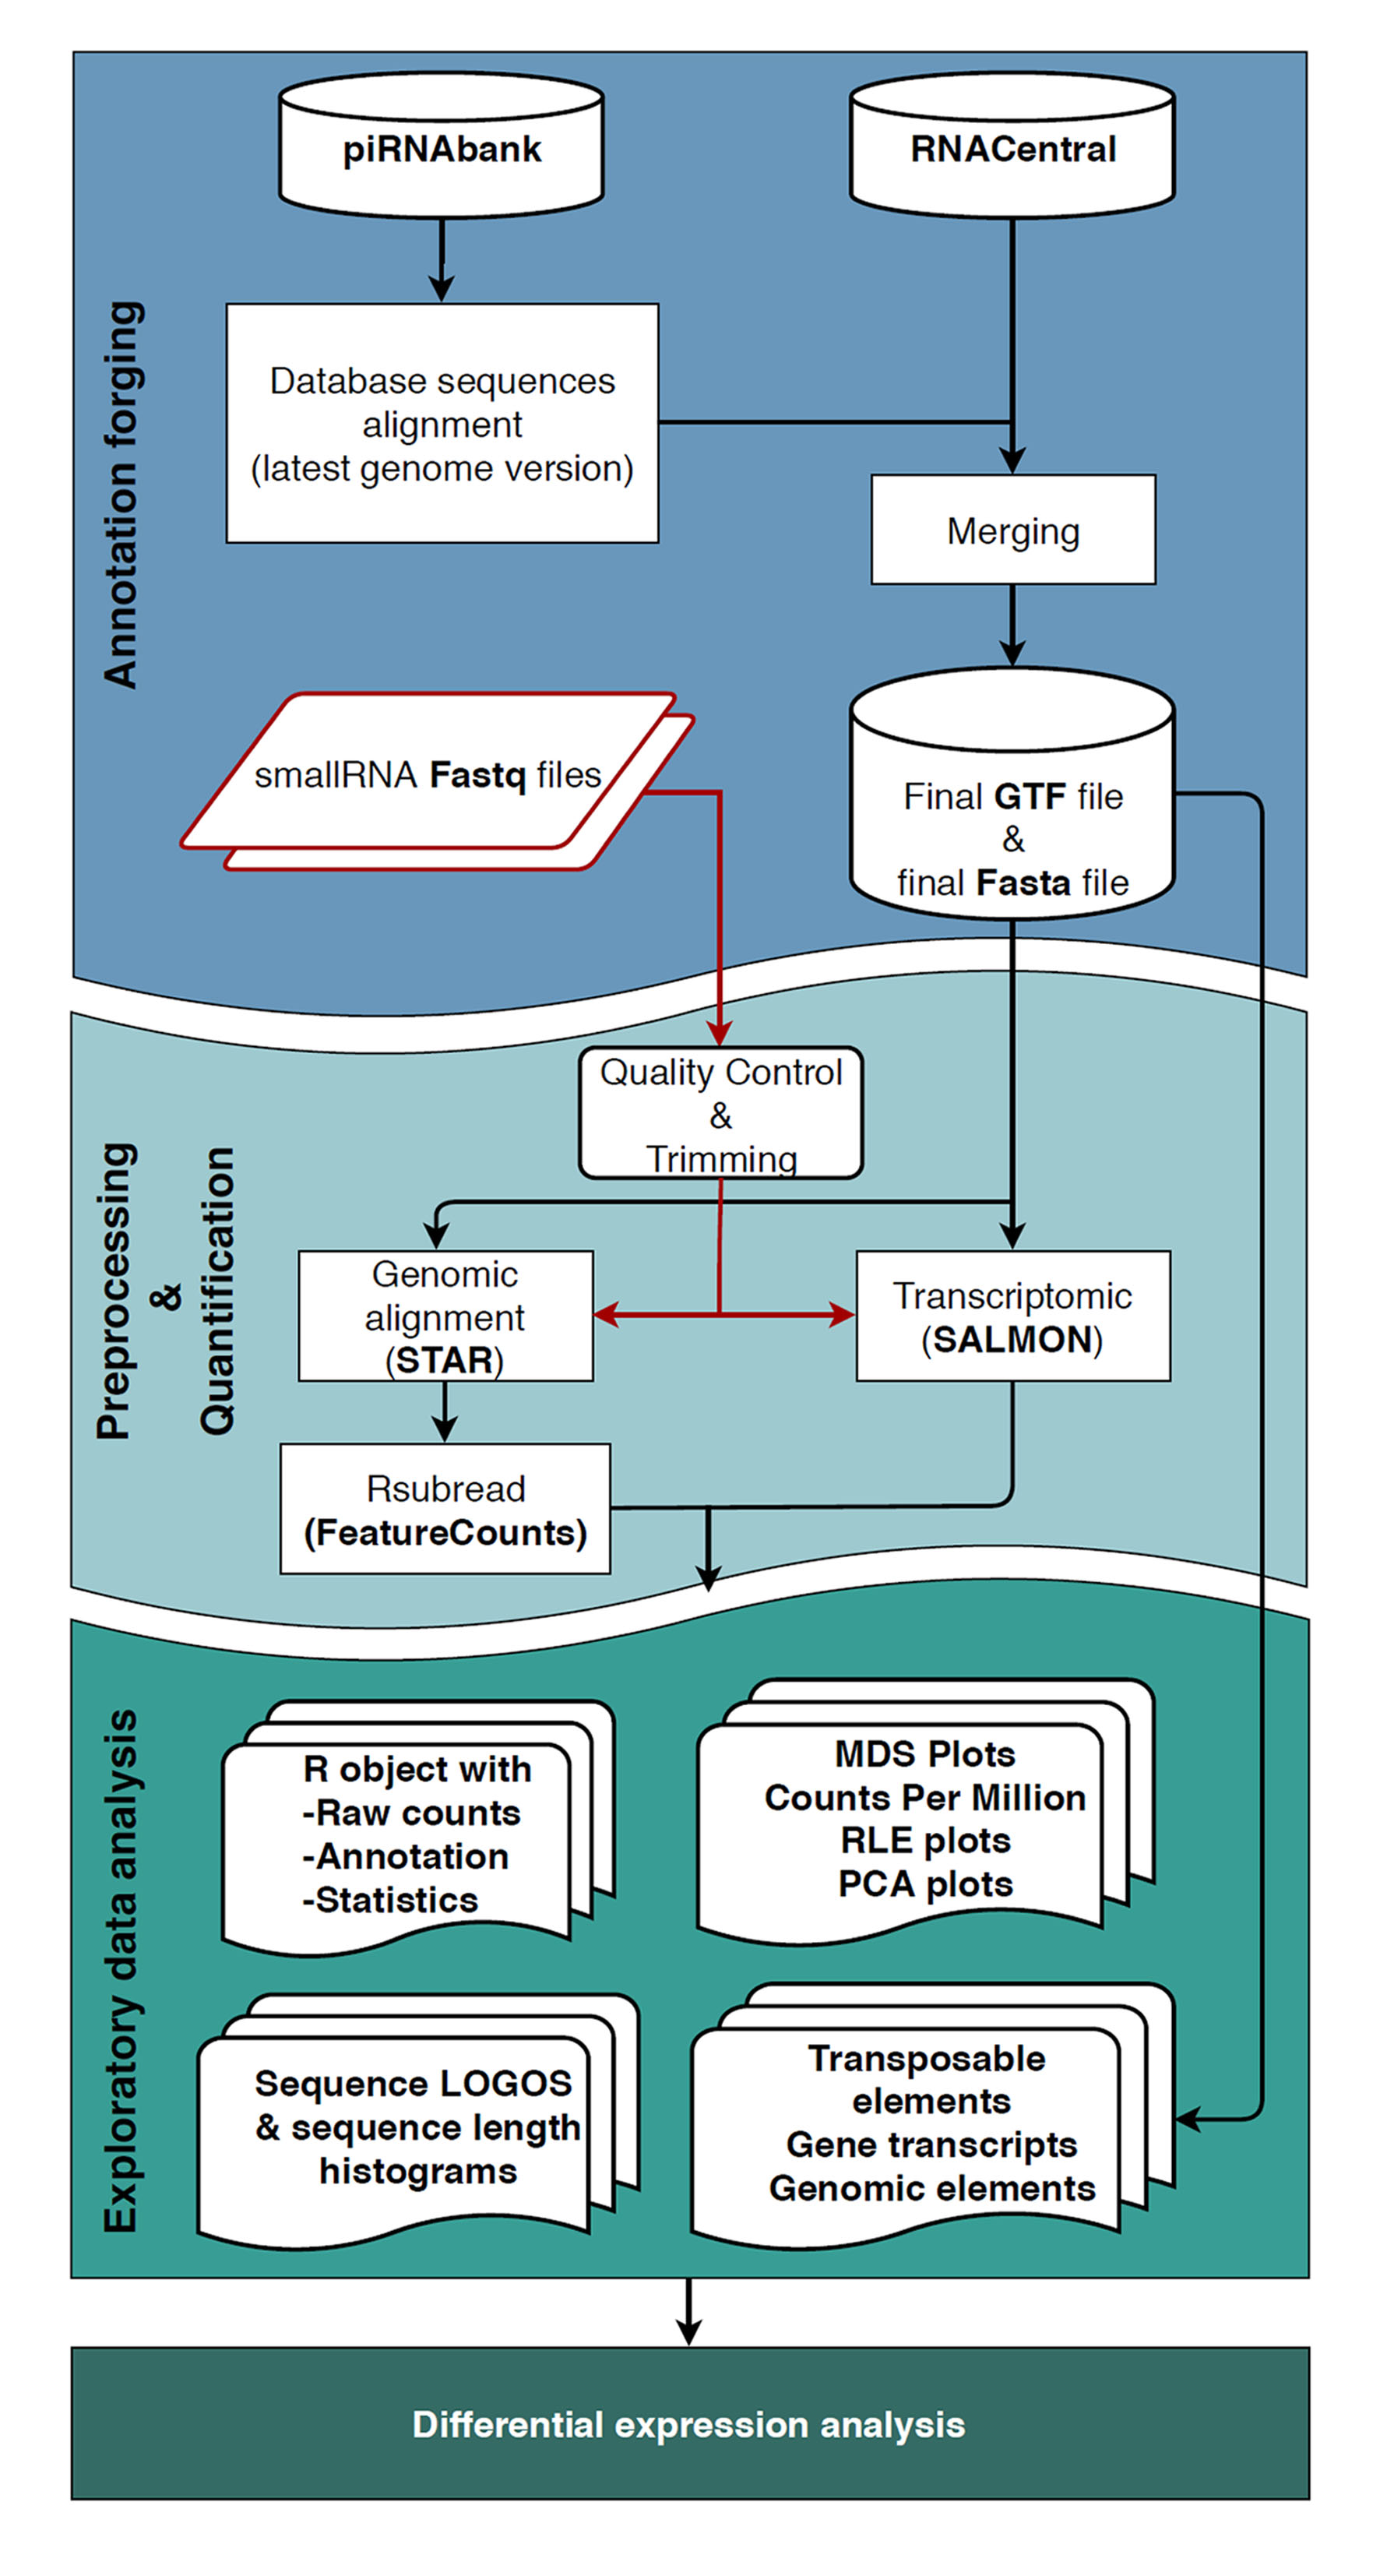 piRNAbank
RNACentral
Annotation forging
Database sequences
alignment
(latest genome version)
Merging
smallRNA Fastq files
Final GTF file
&
final Fasta file
Preprocessing
&
Quantification
Quality Control
&
Trimming
Genomic
alignment
(STAR)
Transcriptomic
(SALMON)
Rsubread
(FeatureCounts)
Exploratory data analysis
R object with
-Raw counts
-Annotation
-Statistics
MDS Plots
Counts Per Million
RLE plots
PCA plots
Sequence LOGOS
& sequence length
histograms
Transposable
elements
Gene transcripts
Genomic elements
Differential expression analysis